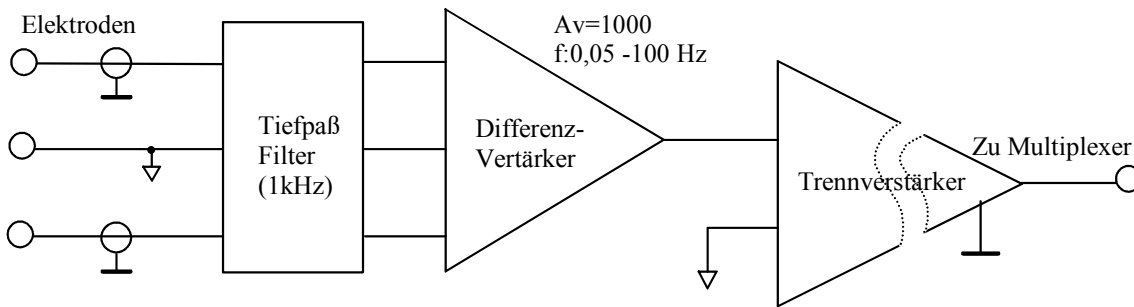 Elektroden
Av=1000
f:0,05 -100 Hz
Tiefpaß
Filter
(1kHz)
Differenz-
Vertärker
Trennverstärker
Zu Multiplexer